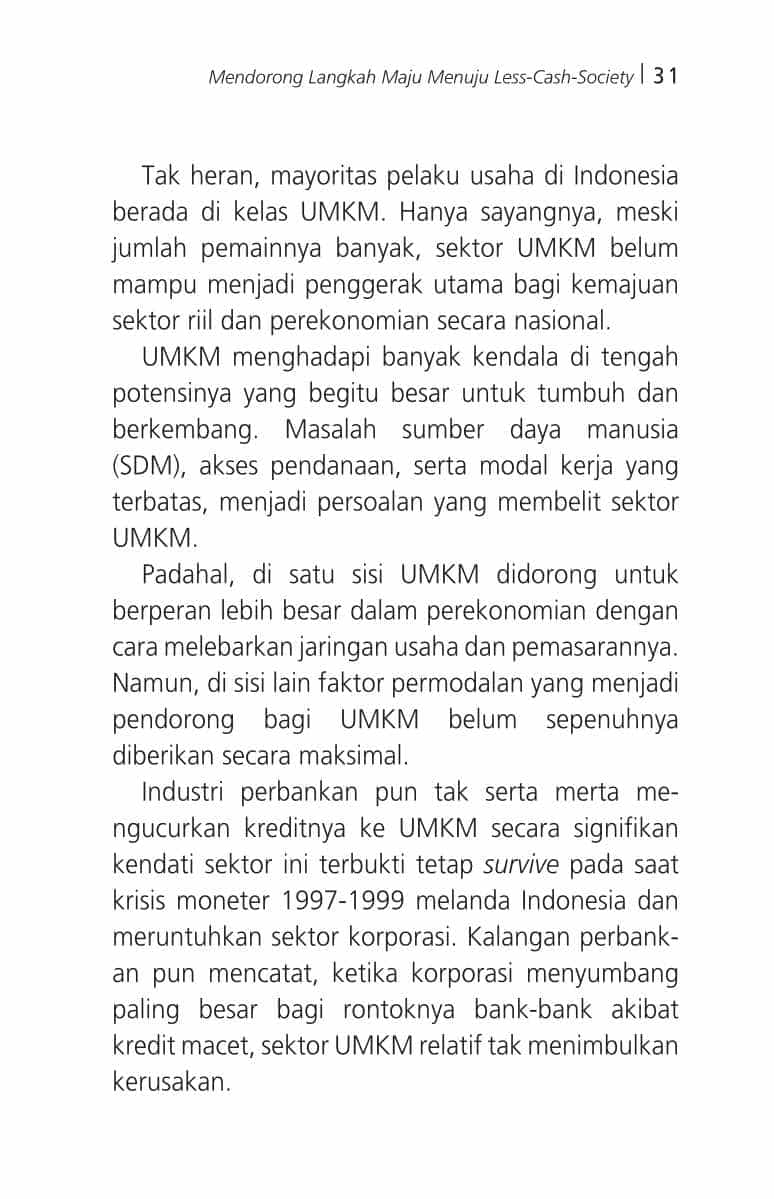 Mendorong Langkah Maju Menuju Less-Cash-Society | 31
Tak heran, mayoritas pelaku usaha di Indonesia
berada di kelas UMKM. Hanya sayangnya, meski
jumlah pemainnya banyak, sektor UMKM belum
mampu menjadi penggerak utama bagi kemajuan
sektor riil dan perekonomian secara nasional.
UMKM menghadapi banyak kendala di tengah
potensinya yang begitu besar untuk tumbuh dan
berkembang. Masalah sumber daya manusia
(SDM), akses pendanaan, serta modal kerja yang
terbatas, menjadi persoalan yang membelit sektor
UMKM.
Padahal, di satu sisi UMKM didorong untuk
berperan lebih besar dalam perekonomian dengan
cara melebarkan jaringan usaha dan pemasarannya.
Namun, di sisi lain faktor permodalan yang menjadi
pendorong bagi UMKM belum sepenuhnya
diberikan secara maksimal.
Industri perbankan pun tak serta merta me-
ngucurkan kreditnya ke UMKM secara signifikan
kendati sektor ini terbukti tetap survive pada saat
krisis moneter 1997-1999 melanda Indonesia dan
meruntuhkan sektor korporasi. Kalangan perbank-
an pun mencatat, ketika korporasi menyumbang
paling besar bagi rontoknya bank-bank akibat
kredit macet, sektor UMKM relatif tak menimbulkan
kerusakan.